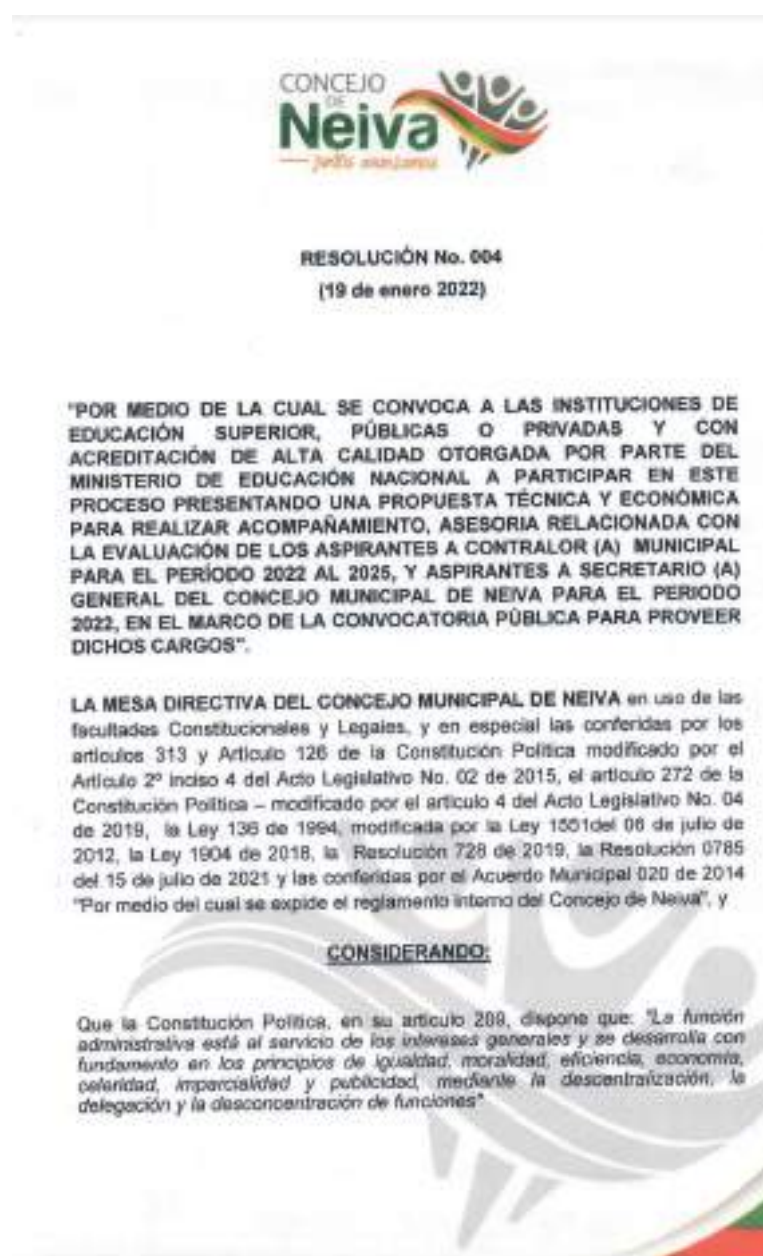 CONCEJO
DE
Neiva
juntos avanzamos
RESOLUCIÓN No. 004
(19 de enero 2022)
"POR MEDIO DE LA CUAL SE CONVOCA A LAS INSTITUCIONES DE
EDUCACIÓN SUPERIOR, PÚBLICAS O PRIVADAS Y CON
ACREDITACIÓN DE ALTA CALIDAD OTORGADA POR PARTE DEL
MINISTERIO DE EDUCACIÓN NACIONAL A PARTICIPAR EN ESTE
PROCESO PRESENTANDO UNA PROPUESTA TÉCNICA Y ECONÓMICA
PARA REALIZAR ACOMPAÑAMIENTO, ASESORIA RELACIONADA CON
LA EVALUACIÓN DE LOS ASPIRANTES A CONTRALOR (A) MUNICIPAL
PARA EL PERÍODO 2022 AL 2025, Y ASPIRANTES A SECRETARIO (A)
GENERAL DEL CONCEJO MUNICIPAL DE NEIVA PARA EL PERIODO
2022, EN EL MARCO DE LA CONVOCATORIA PÚBLICA PARA PROVEER
DICHOS CARGOS".
LA MESA DIRECTIVA DEL CONCEJO MUNICIPAL DE NEIVA en uso de las
facultades Constitucionales y Legales, y en especial las conferidas por los
artículos 313 y Articulo 126 de la Constitución Política modificado por el
Artículo 2º inciso 4 del Acto Legislativo No. 02 de 2015, el artículo 272 de la
Constitución Política – modificado por el artículo 4 del Acto Legislativo No. 04
de 2019, la Ley 136 de 1994, modificada por la Ley 1551del 06 de julio de
2012, la Ley 1904 de 2018, la Resolución 728 de 2019, la Resolución 0785
del 15 de julio de 2021 y las conferidas por el Acuerdo Municipal 020 de 2014
"Por medio del cual se expide el reglamento interno del Concejo de Neiva", y
CONSIDERANDO:
Que la Constitución Política, en su artículo 209, dispone que: "La función
administrativa está al servicio de los intereses generales y se desarrolla con
fundamento en los principios de igualdad, moralidad, eficiencia, economía,
celeridad, imparcialidad y publicidad, mediante la descentralización, la
delegación y la desconcentración de funciones"